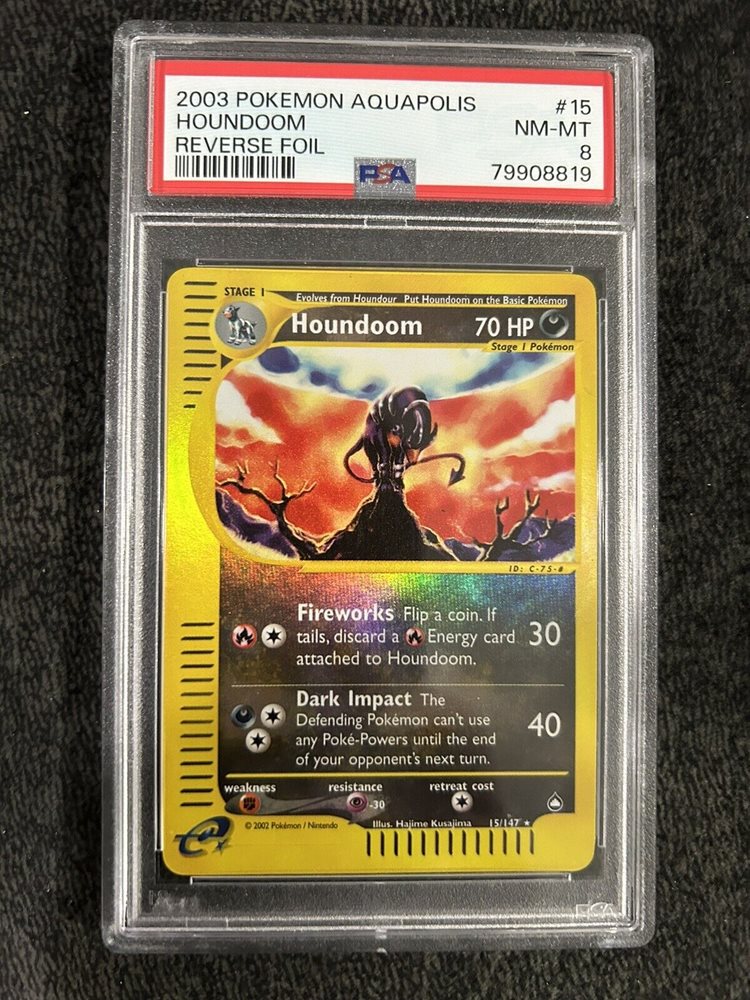 2003 POKEMON AQUAPOLIS #15
HOUNDOOM NM-MT
REVERSE FOIL 8
PSA 79908819
STAGE 1 Evolves from Houndour Put Houndoom on the Basic Pokémon
Houndoom 70 HP
Stage 1 Pokémon
ID: C-75-#
Fireworks Flip a coin. If
tails, discard a Energy card 30
attached to Houndoom.
Dark Impact The
Defending Pokémon can't use
any Poké-Powers until the end 40
of your opponent's next turn.
weakness resistance retreat cost
-30
© 2002 Pokémon / Nintendo Illus. Hajime Kusajima 15/147 ★
e
PSA